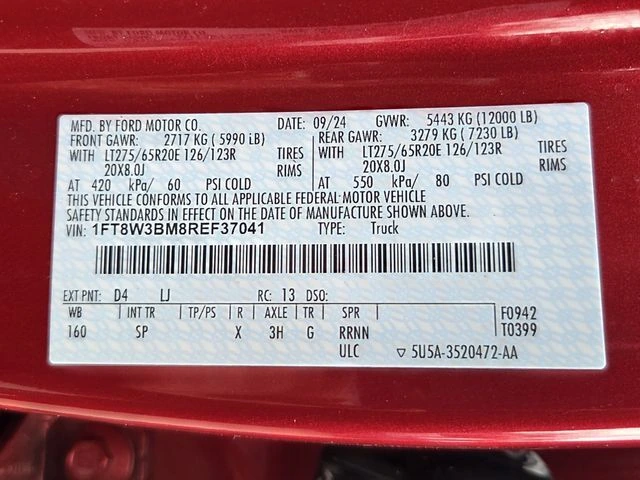 MFD. BY FORD MOTOR CO. DATE: 09/24 GVWR: 5443 KG (12000 LB)
FRONT GAWR: 2717 KG ( 5990 LB) REAR GAWR: 3279 KG ( 7230 LB)
WITH LT275/65R20E 126/123R TIRES WITH LT275/65R20E 126/123R TIRES
20X8.0J RIMS 20X8.0J RIMS
AT 420 kPa/ 60 PSI COLD AT 550 kPa/ 80 PSI COLD
THIS VEHICLE CONFORMS TO ALL APPLICABLE FEDERAL MOTOR VEHICLE
SAFETY STANDARDS IN EFFECT ON THE DATE OF MANUFACTURE SHOWN ABOVE.
VIN: 1FT8W3BM8REF37041 TYPE: Truck
EXT PNT: D4 LJ RC: 13 DSO:
WB INT TR TP/PS R AXLE TR SPR F0942
160 SP X 3H G RRNN T0399
ULC ▽ 5U5A-3520472-AA